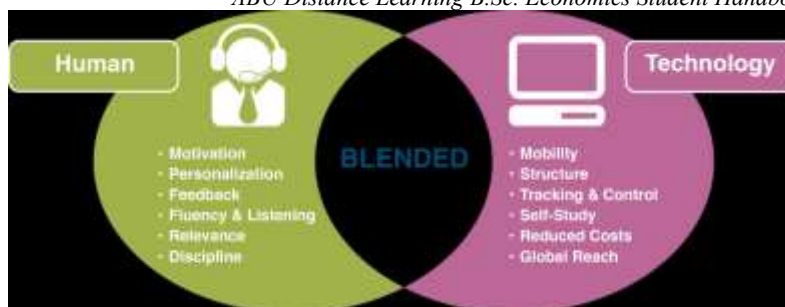 ABU Distance Learning B.Sc. Economics Student
Human
Technology
BLENDED
· Motivation
· Personalization
· Feedback
· Fluency & Listening
· Relevance
· Discipline
· Mobility
· Structure
· Tracking & Control
· Self-Study
· Reduced Costs
· Global Reach